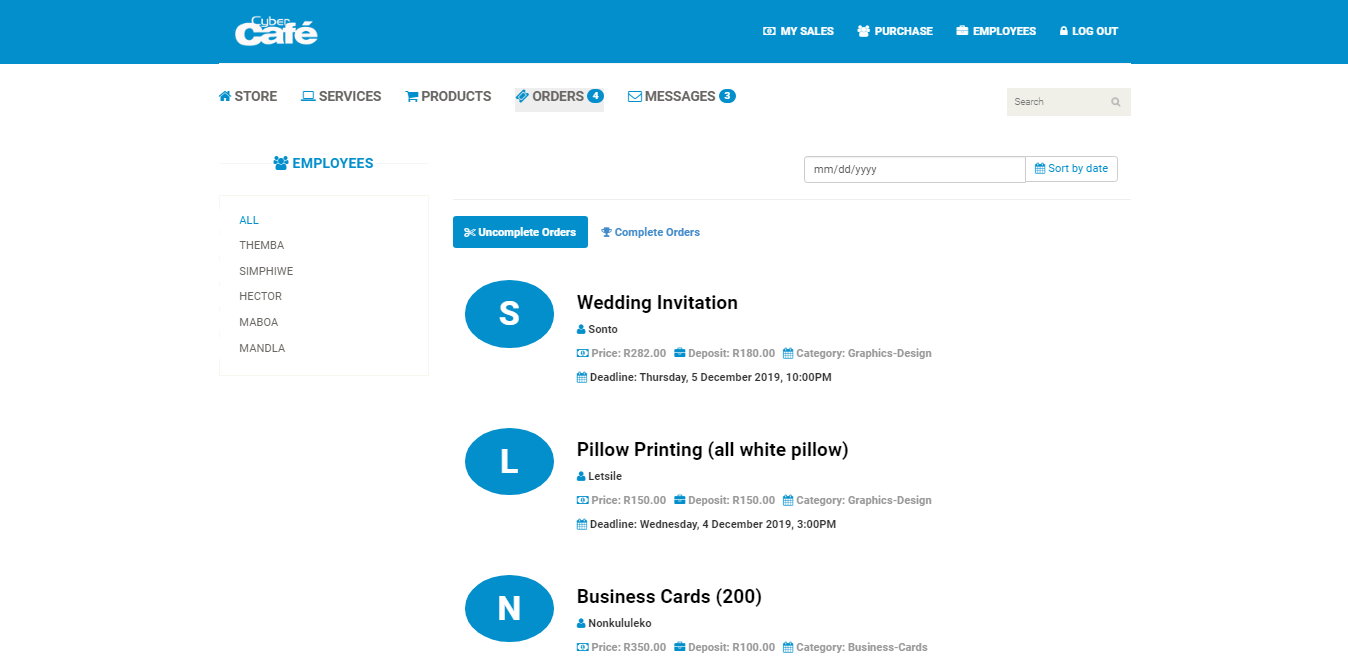 Cyber
Café
MY SALES PURCHASE EMPLOYEES LOG OUT
STORE SERVICES PRODUCTS ORDERS 4 MESSAGES 3
Search
EMPLOYEES
mm/dd/yyyy Sort by date
ALL
THEMBA
SIMPHIWE
HECTOR
MABOA
MANDLA
Uncomplete Orders Complete Orders
S
Wedding Invitation
Sonto
Price: R282.00 Deposit: R180.00 Category: Graphics-Design
Deadline: Thursday, 5 December 2019, 10:00PM
L
Pillow Printing (all white pillow)
Letsile
Price: R150.00 Deposit: R150.00 Category: Graphics-Design
Deadline: Wednesday, 4 December 2019, 3:00PM
N
Business Cards (200)
Nonkululeko
Price: R350.00 Deposit: R100.00 Category: Business-Cards